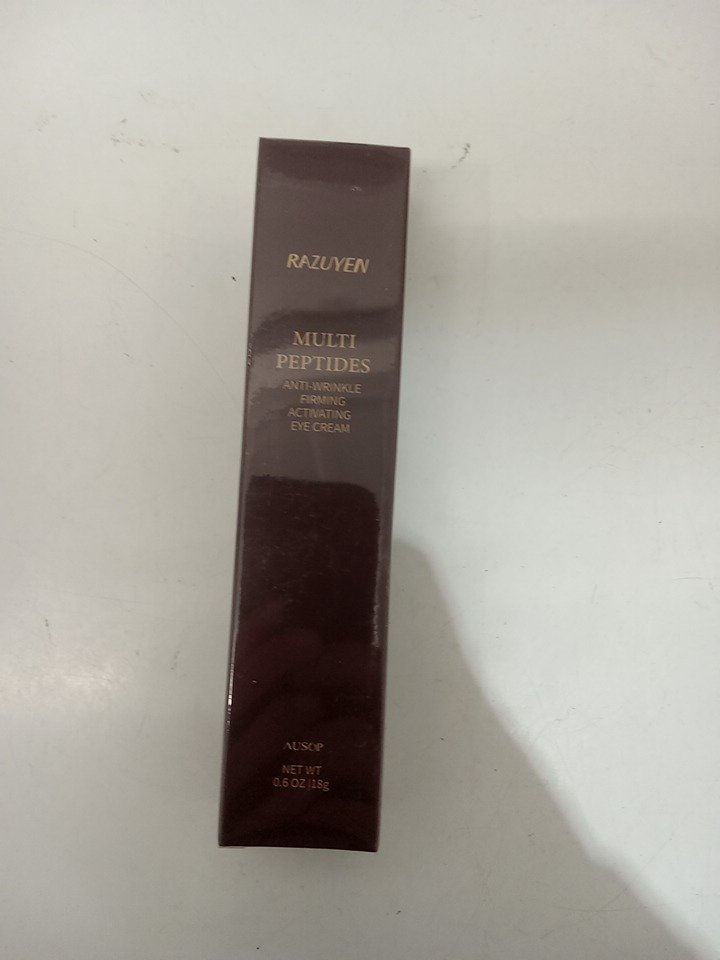 RAZUYEN
MULTI
PEPTIDES
ANTI-WRINKLE
FIRMING
ACTIVATING
EYE CREAM
AUSOP
NET WT
0.6 OZ /18g